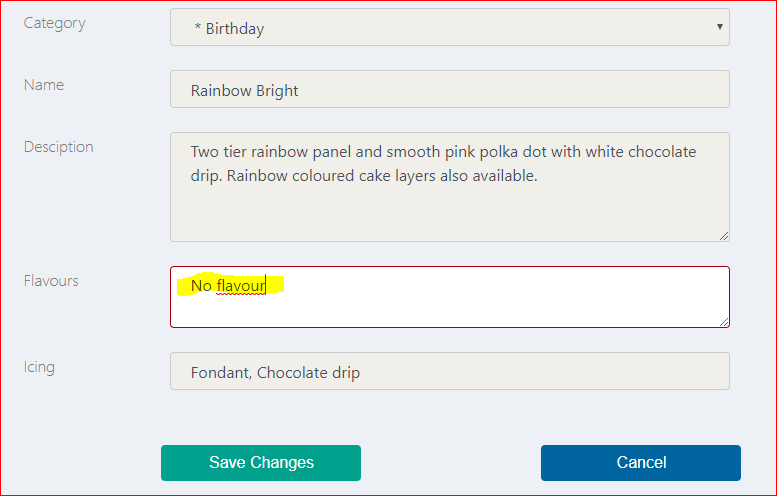 Category
* Birthday
Name
Rainbow Bright
Desciption
Two tier rainbow panel and smooth pink polka dot with white chocolate
drip. Rainbow coloured cake layers also available.
Flavours
No flavour
Icing
Fondant, Chocolate drip
Save Changes
Cancel